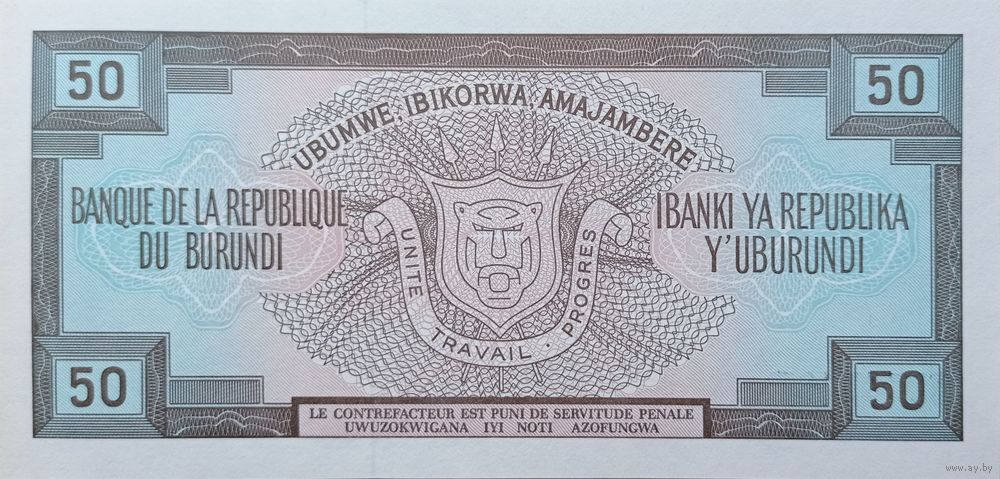 50
50
UBUMWE, IBIKORWA, AMAJAMBERE
BANQUE DE LA REPUBLIQUE
DU BURUNDI
IBANKI YA REPUBLIKA
Y'UBURUNDI
UNITE
TRAVAIL · PROGRES
50
50
LE CONTREFACTEUR EST PUNI DE SERVITUDE PENALE
UWUZOKWIGANA IYI NOTI AZOFUNGWA
www.ay.by